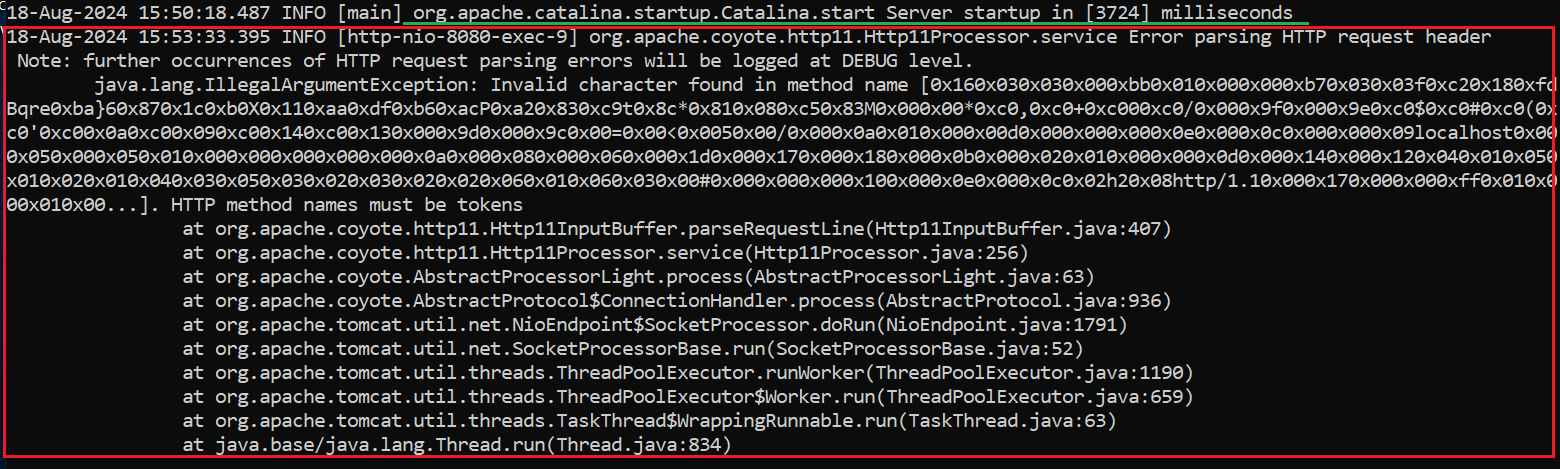 18-Aug-2024 15:50:18.487 INFO [main] org.apache.catalina.startup.Catalina.start Server startup in [3724] milliseconds
18-Aug-2024 15:53:33.395 INFO [http-nio-8080-exec-9] org.apache.coyote.http11.Http11Processor.service Error parsing HTTP request header
 Note: further occurrences of HTTP request parsing errors will be logged at DEBUG level.
        java.lang.IllegalArgumentException: Invalid character found in method name [0x160x030x030x000xbb0x010x000x000xb70x030x03f0xc20x180xfd
Bqre0xba}60x870x1c0xb0X0x110xaa0xdf0xb60xacP0xa20x830xc9t0x8c*0x810x080xc50x83M0x000x00*0xc0,0xc0+0xc000xc0/0x000x9f0x000x9e0xc0$0xc0#0xc0(0x
c0'0xc00x0a0xc00x090xc00x140xc00x130x000x9d0x000x9c0x00=0x00<0x0050x00/0x000x0a0x010x000x00d0x000x000x000x0e0x000x0c0x000x000x09localhost0x00
0x050x000x050x010x000x000x000x000x000x0a0x000x080x000x060x000x1d0x000x170x000x180x000x0b0x000x020x010x000x000x0d0x000x140x000x120x040x010x050
x010x020x010x040x030x050x030x020x030x020x020x060x010x060x030x00#0x000x000x000x100x000x0e0x000x0c0x02h20x08http/1.10x000x170x000x000xff0x010x0
00x010x00...]. HTTP method names must be tokens
                at org.apache.coyote.http11.Http11InputBuffer.parseRequestLine(Http11InputBuffer.java:407)
                at org.apache.coyote.http11.Http11Processor.service(Http11Processor.java:256)
                at org.apache.coyote.AbstractProcessorLight.process(AbstractProcessorLight.java:63)
                at org.apache.coyote.AbstractProtocol$ConnectionHandler.process(AbstractProtocol.java:936)
                at org.apache.tomcat.util.net.NioEndpoint$SocketProcessor.doRun(NioEndpoint.java:1791)
                at org.apache.tomcat.util.net.SocketProcessorBase.run(SocketProcessorBase.java:52)
                at org.apache.tomcat.util.threads.ThreadPoolExecutor.runWorker(ThreadPoolExecutor.java:1190)
                at org.apache.tomcat.util.threads.ThreadPoolExecutor$Worker.run(ThreadPoolExecutor.java:659)
                at org.apache.tomcat.util.threads.TaskThread$WrappingRunnable.run(TaskThread.java:63)
                at java.base/java.lang.Thread.run(Thread.java:834)